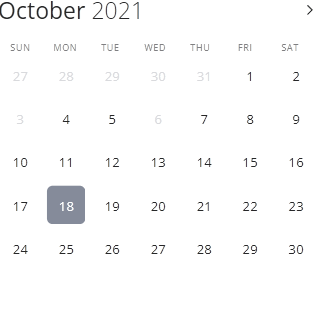 October 2021
SUN MON TUE WED THU FRI SAT
27 28 29 30 31 1 2
3 4 5 6 7 8 9
10 11 12 13 14 15 16
17 18 19 20 21 22 23
24 25 26 27 28 29 30